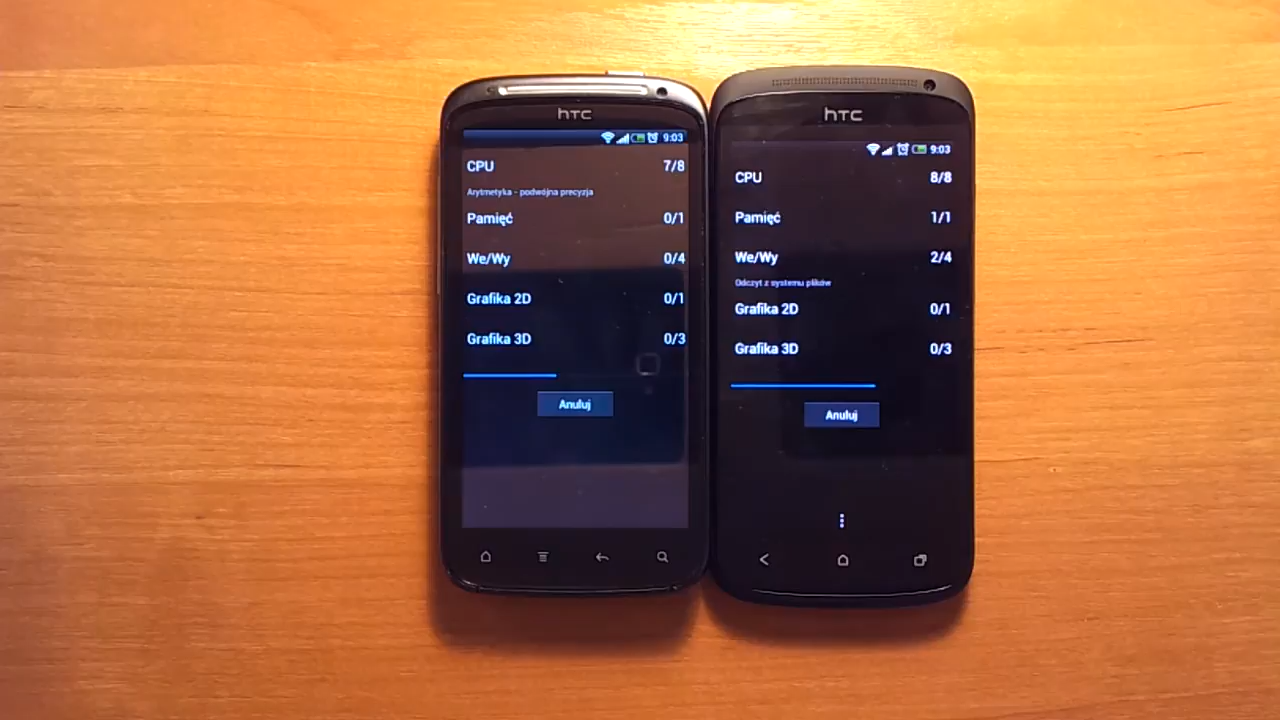 hTC
9:03
CPU 7/8
Arytmetyka - podwójna precyzja
Pamięć 0/1
We/Wy 0/4
Grafika 2D 0/1
Grafika 3D 0/3
Anuluj
hTC
9:03
CPU 8/8
Pamięć 1/1
We/Wy 2/4
Odczyt z systemu plików
Grafika 2D 0/1
Grafika 3D 0/3
Anuluj